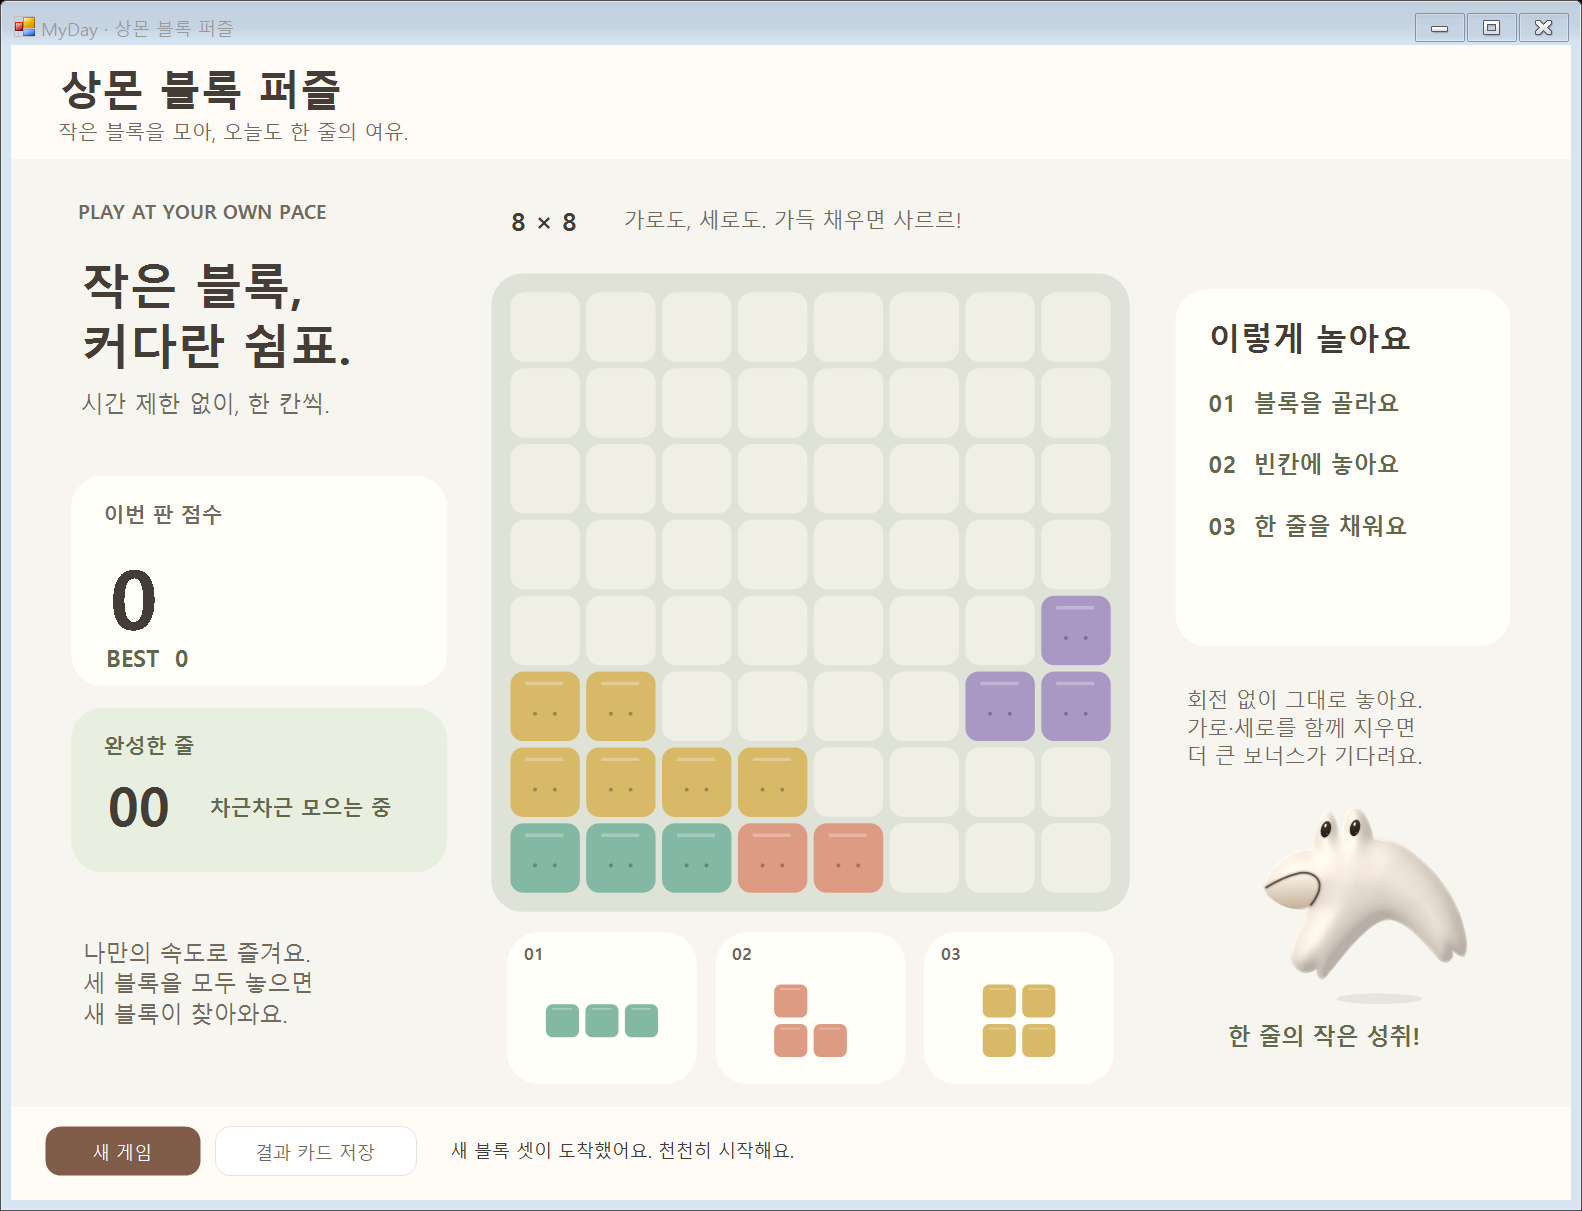 MyDay · 상몬 블록 퍼즐
상몬 블록 퍼즐
작은 블록을 모아, 오늘도 한 줄의 여유.
PLAY AT YOUR OWN PACE
작은 블록,
커다란 쉼표.
시간 제한 없이, 한 칸씩.
이번 판 점수
0
BEST 0
완성한 줄
00 차근차근 모으는 중
나만의 속도로 즐겨요.
세 블록을 모두 놓으면
새 블록이 찾아와요.
8 × 8 가로도, 세로도. 가득 채우면 사르르!
01
02
03
이렇게 놀아요
01 블록을 골라요
02 빈칸에 놓아요
03 한 줄을 채워요
회전 없이 그대로 놓아요.
가로·세로를 함께 지우면
더 큰 보너스가 기다려요.
한 줄의 작은 성취!
새 게임
결과 카드 저장
새 블록 셋이 도착했어요. 천천히 시작해요.